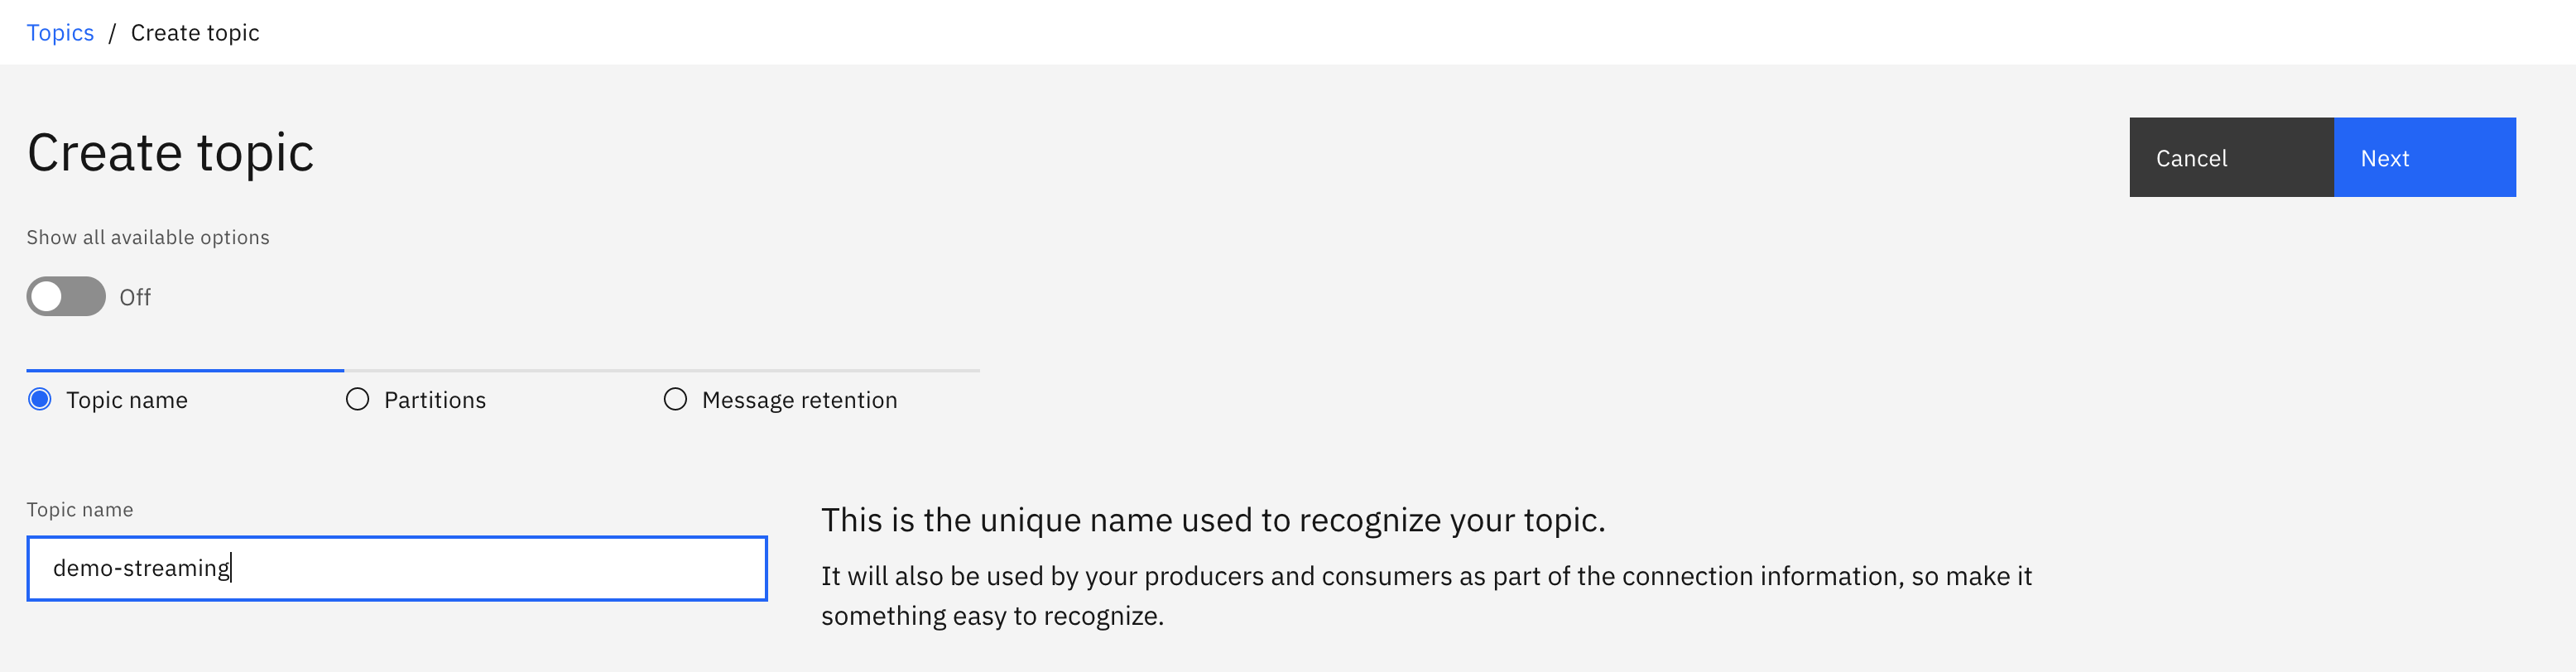 Topics / Create topic
Create topic
Cancel
Next
Show all available options
Off
Topic name
Partitions
Message retention
Topic name
demo-streaming
This is the unique name used to recognize your topic.
It will also be used by your producers and consumers as part of the connection information, so make it
something easy to recognize.